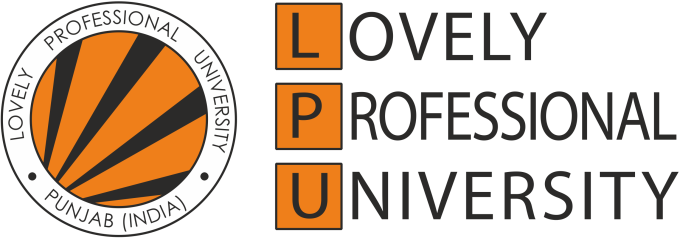 LOVELY PROFESSIONAL UNIVERSITY
• PUNJAB (INDIA) •
LOVELY
PROFESSIONAL
UNIVERSITY